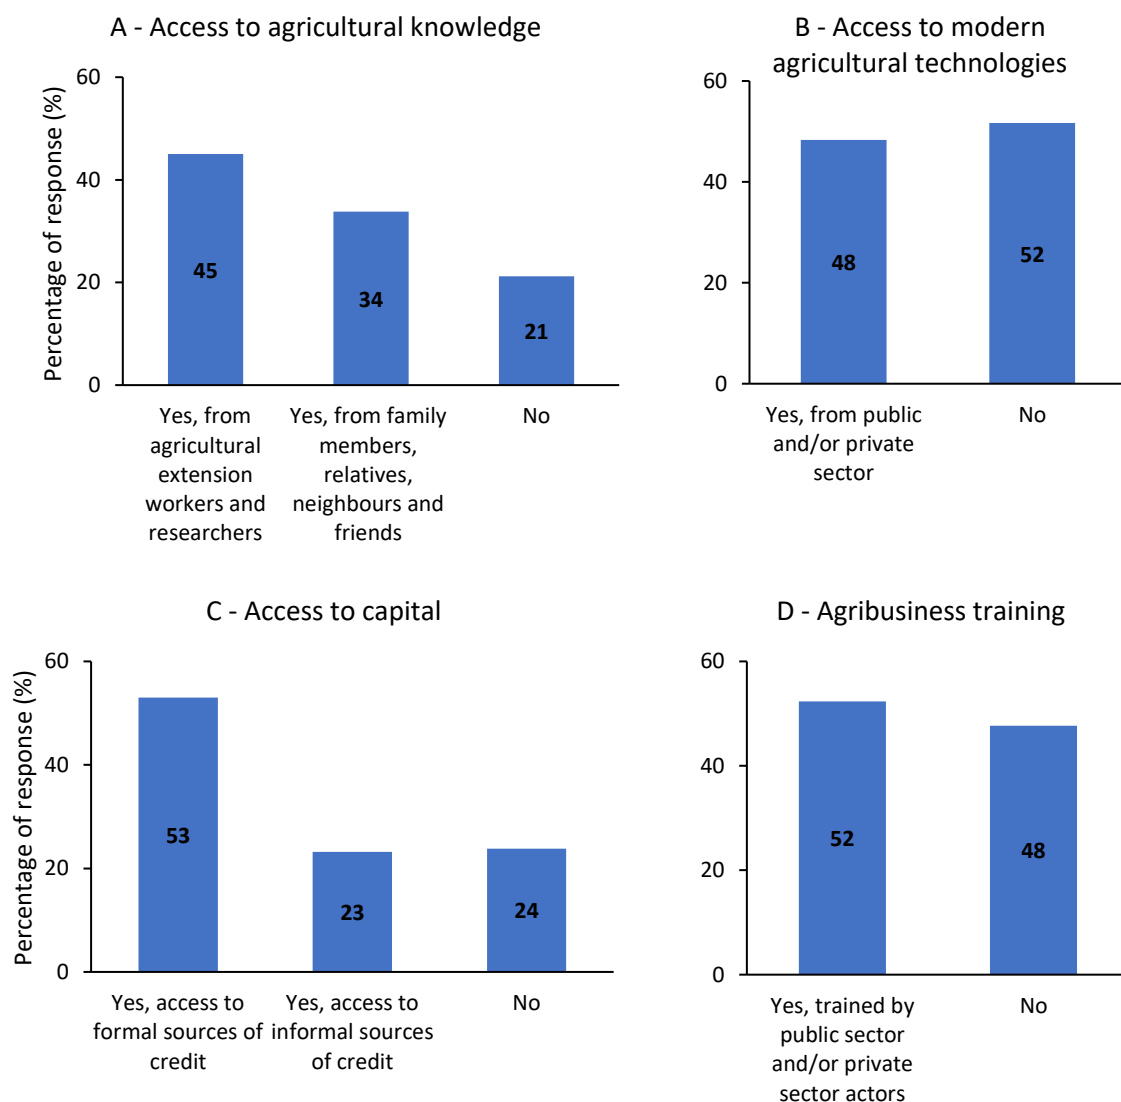 A - Access to agricultural knowledge
Percentage of response (%)
60
40
20
0
45
34
21
Yes, from
agricultural
extension
workers and
researchers
Yes, from family
members,
relatives,
neighbours and
friends
No
B - Access to modern
agricultural technologies
60
40
20
0
48
52
Yes, from public
and/or private
sector
No
C - Access to capital
Percentage of response (%)
60
40
20
0
53
23
24
Yes, access to
formal sources of
credit
Yes, access to
informal sources
of credit
No
D - Agribusiness training
60
40
20
0
52
48
Yes, trained by
public sector
and/or private
sector actors
No